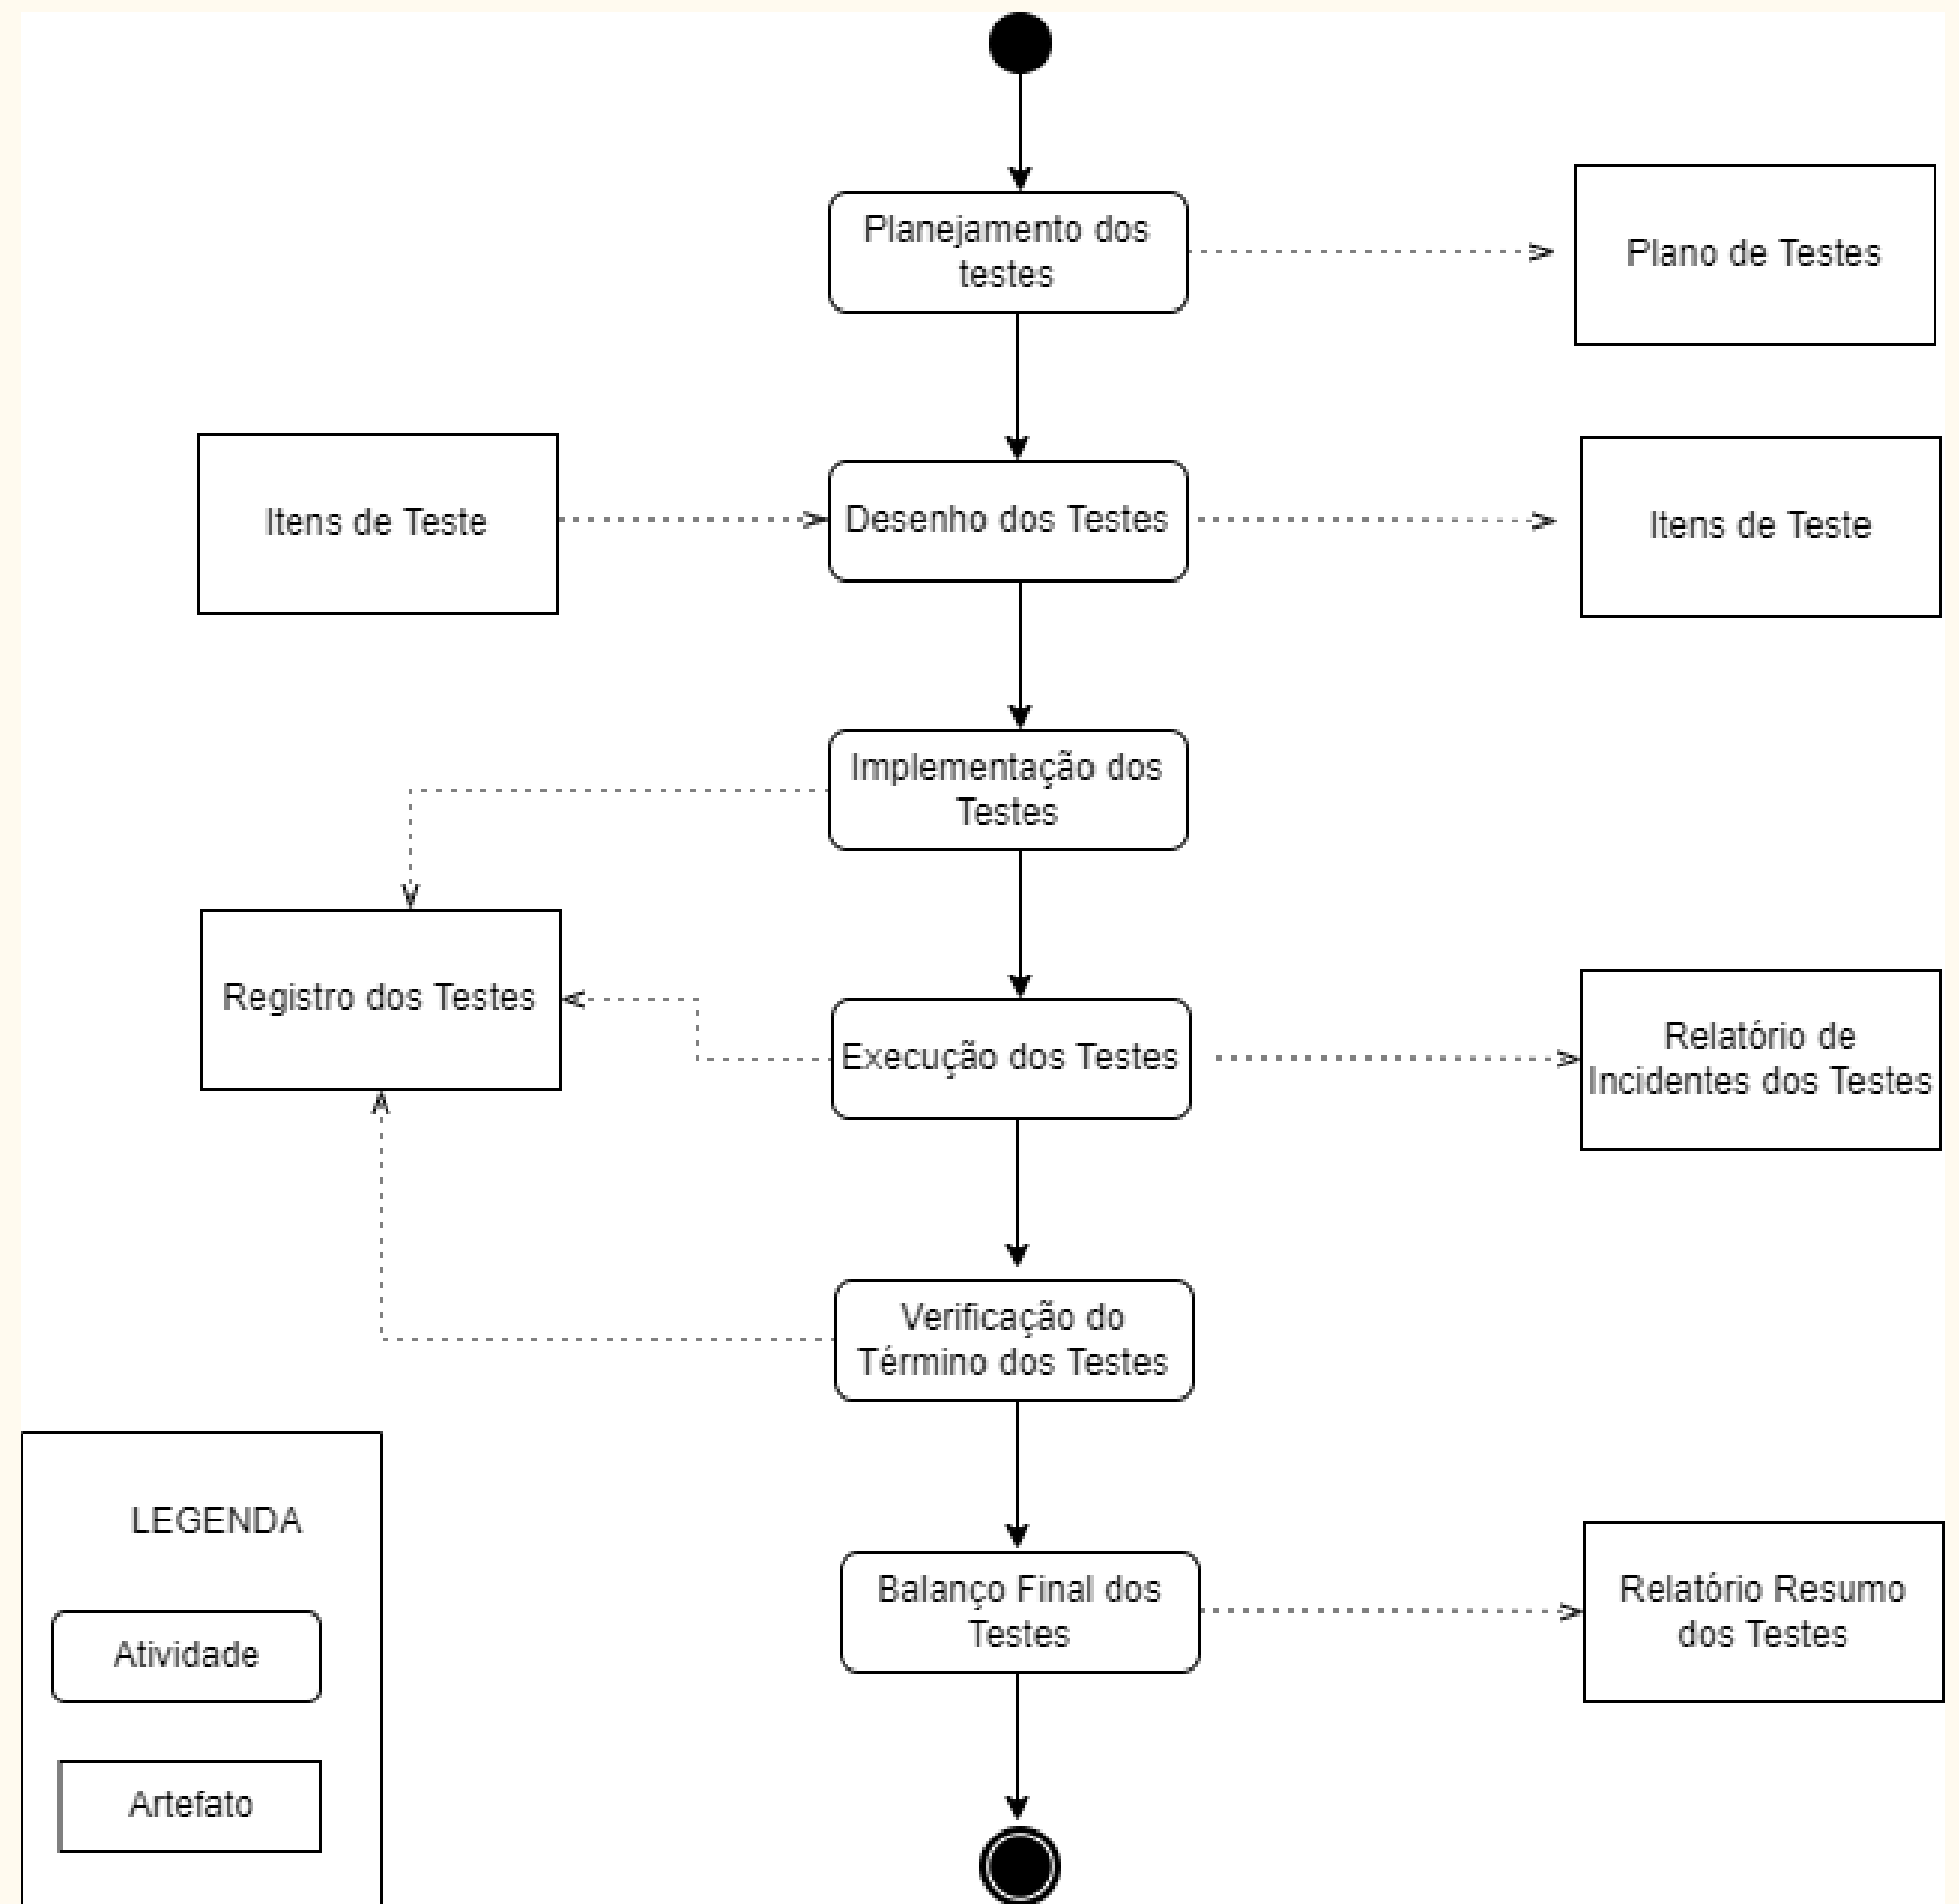 Planejamento dos
testes
Plano de Testes
Itens de Teste
Desenho dos Testes
Itens de Teste
Implementação dos
Testes
Registro dos Testes
Execução dos Testes
Relatório de
Incidentes dos Testes
Verificação do
Término dos Testes
LEGENDA
Atividade
Artefato
Balanço Final dos
Testes
Relatório Resumo
dos Testes